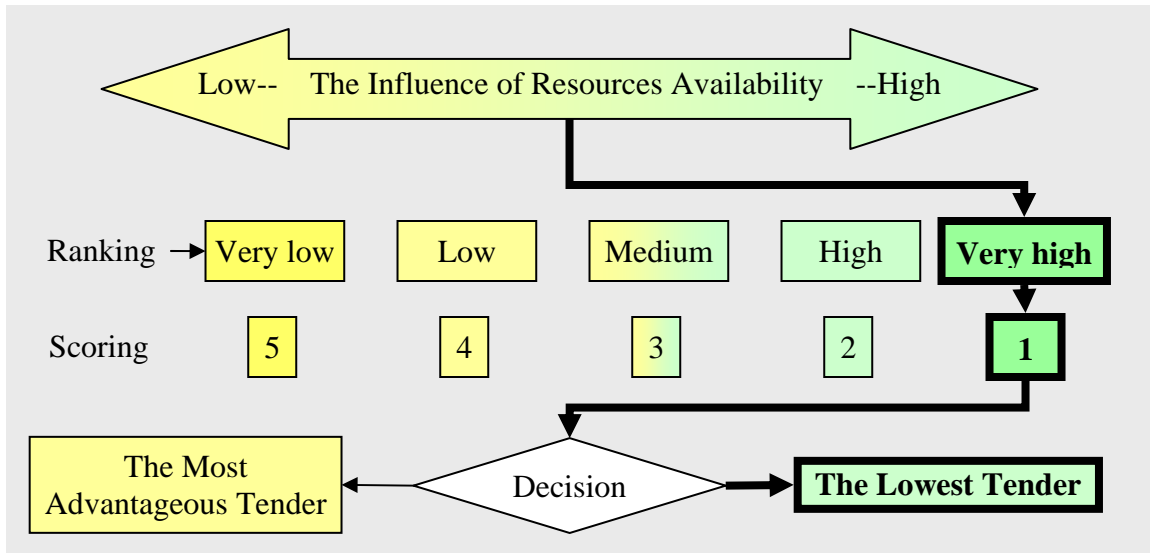 Low-- The Influence of Resources Availability --High
Ranking Very low Low Medium High Very high
Scoring 5 4 3 2 1
The Most
Advantageous Tender
Decision
The Lowest Tender